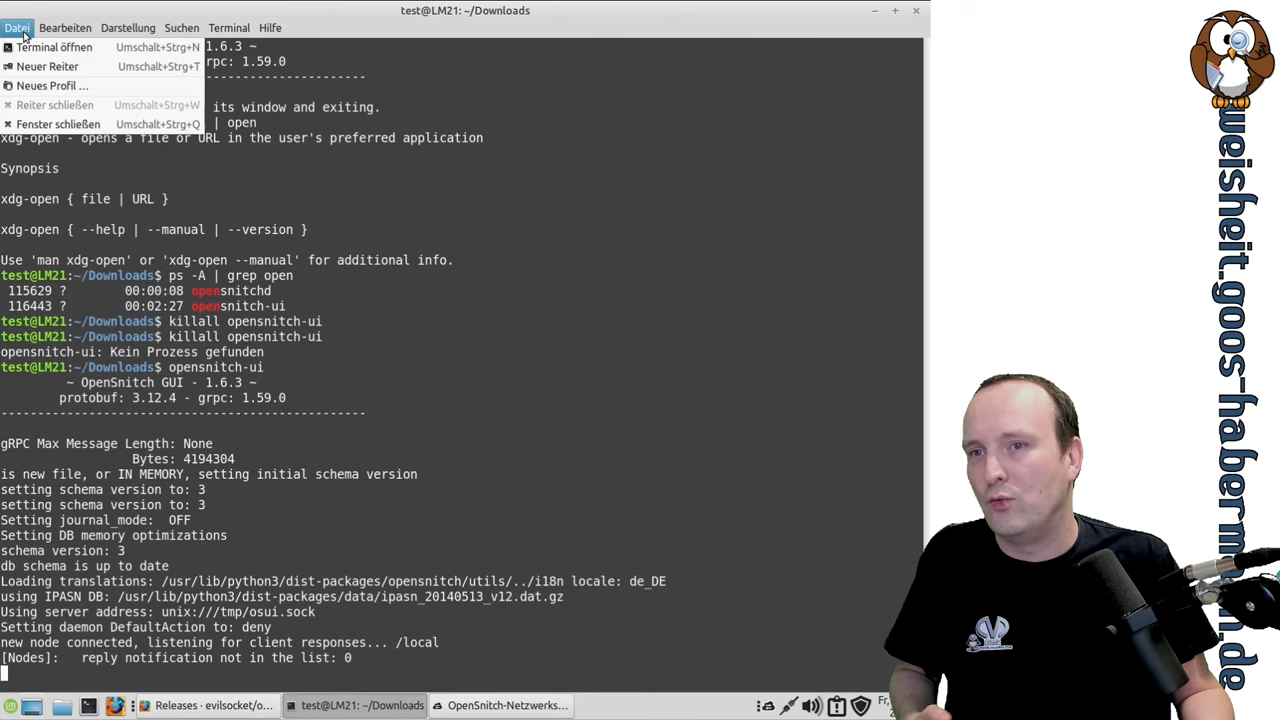 test@LM21: ~/Downloads
Datei Bearbeiten Darstellung Suchen Terminal Hilfe
Terminal öffnen Umschalt+Strg+N
Neuer Reiter Umschalt+Strg+T
Neues Profil …
Reiter schließen Umschalt+Strg+W
Fenster schließen Umschalt+Strg+Q
1.6.3 ~
rpc: 1.59.0
---------------------
its window and exiting.
| open
xdg-open - opens a file or URL in the user's preferred application
Synopsis
xdg-open { file | URL }
xdg-open { --help | --manual | --version }
Use 'man xdg-open' or 'xdg-open --manual' for additional info.
test@LM21:~/Downloads$ ps -A | grep open
115629 ? 00:00:08 opensnitchd
116443 ? 00:02:27 opensnitch-ui
test@LM21:~/Downloads$ killall opensnitch-ui
test@LM21:~/Downloads$ killall opensnitch-ui
opensnitch-ui: Kein Prozess gefunden
test@LM21:~/Downloads$ opensnitch-ui
~ OpenSnitch GUI - 1.6.3 ~
protobuf: 3.12.4 - grpc: 1.59.0
------------------------------------------------
gRPC Max Message Length: None
Bytes: 4194304
is new file, or IN MEMORY, setting initial schema version
setting schema version to: 3
setting schema version to: 3
Setting journal_mode: OFF
Setting DB memory optimizations
schema version: 3
db schema is up to date
Loading translations: /usr/lib/python3/dist-packages/opensnitch/utils/../i18n locale: de_DE
using IPASN DB: /usr/lib/python3/dist-packages/data/ipasn_20140513_v12.dat.gz
Using server address: unix:///tmp/osui.sock
Setting daemon DefaultAction to: deny
new node connected, listening for client responses... /local
[Nodes]: reply notification not in the list: 0
Releases · evilsocket/o…
test@LM21: ~/Downloads
OpenSnitch-Netzwerks…
Fr,
weisheit.goos-habermann.de